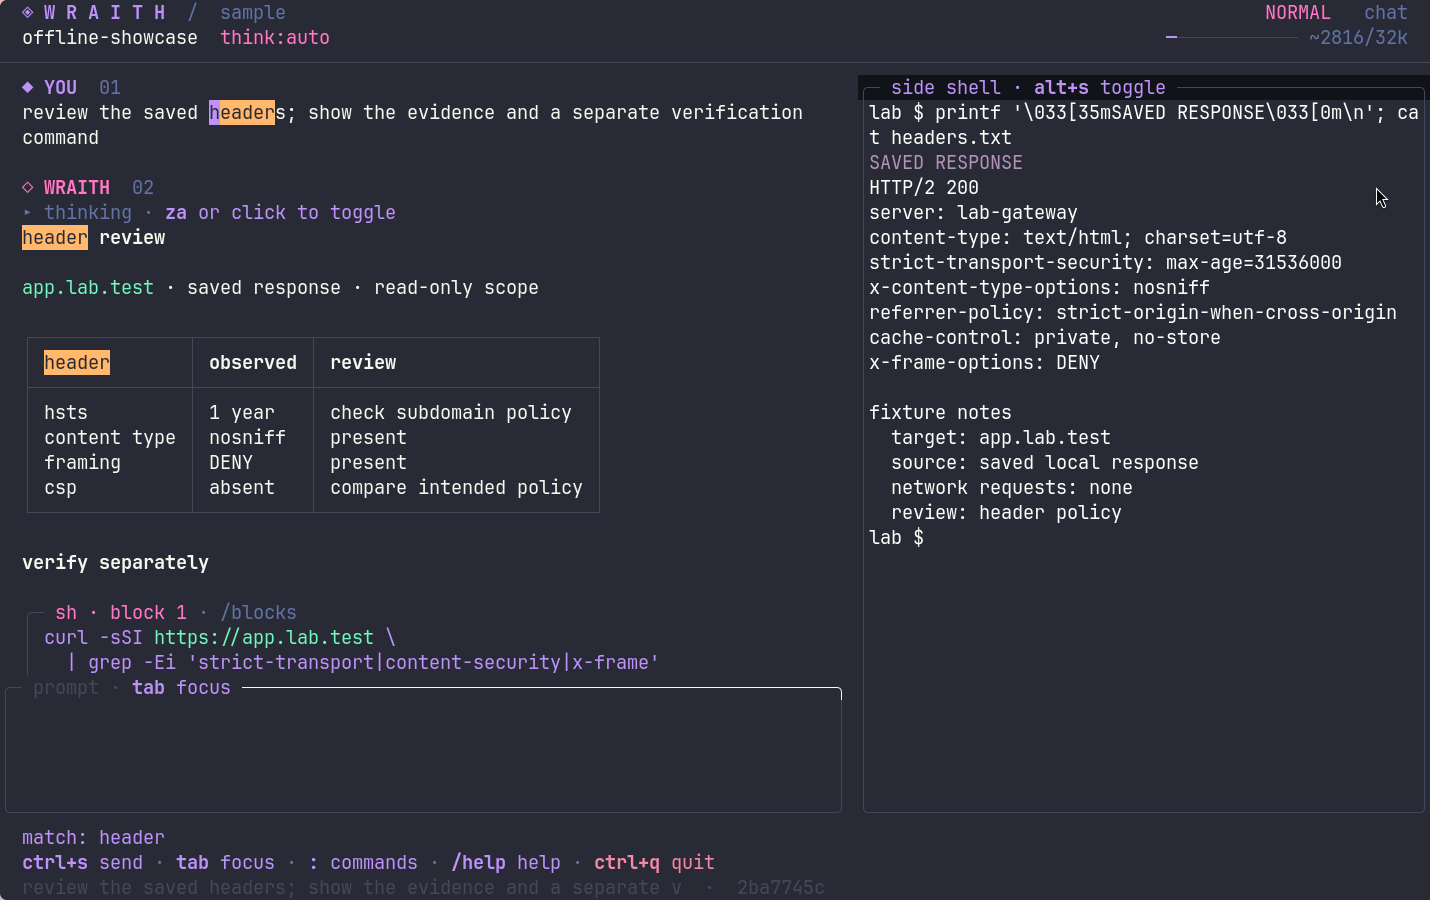 ◈ W R A I T H / sample
NORMAL chat
offline-showcase think:auto
~2816/32k
◆ YOU 01
review the saved headers; show the evidence and a separate verification
command
◇ WRAITH 02
▸ thinking · za or click to toggle
header review
app.lab.test · saved response · read-only scope
header observed review
hsts 1 year check subdomain policy
content type nosniff present
framing DENY present
csp absent compare intended policy
verify separately
sh · block 1 · /blocks
curl -sSI https://app.lab.test \
| grep -Ei 'strict-transport|content-security|x-frame'
prompt · tab focus
side shell · alt+s toggle
lab $ printf '\033[35mSAVED RESPONSE\033[0m\n'; ca
t headers.txt
SAVED RESPONSE
HTTP/2 200
server: lab-gateway
content-type: text/html; charset=utf-8
strict-transport-security: max-age=31536000
x-content-type-options: nosniff
referrer-policy: strict-origin-when-cross-origin
cache-control: private, no-store
x-frame-options: DENY
fixture notes
target: app.lab.test
source: saved local response
network requests: none
review: header policy
lab $
match: header
ctrl+s send · tab focus · : commands · /help help · ctrl+q quit
review the saved headers; show the evidence and a separate v · 2ba7745c